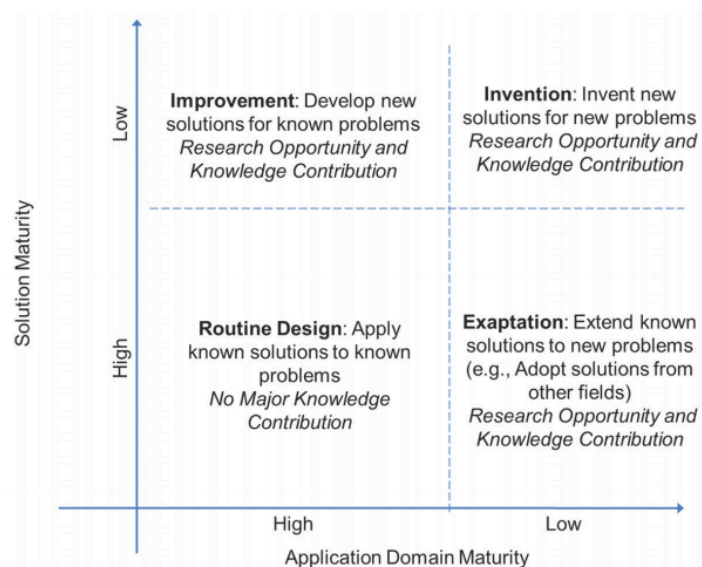 Solution Maturity
Low
High
Improvement: Develop new
solutions for known problems
Research Opportunity and
Knowledge Contribution
Invention: Invent new
solutions for new problems
Research Opportunity and
Knowledge Contribution
Routine Design: Apply
known solutions to known
problems
No Major Knowledge
Contribution
Exaptation: Extend known
solutions to new problems
(e.g., Adopt solutions from
other fields)
Research Opportunity and
Knowledge Contribution
High
Low
Application Domain Maturity